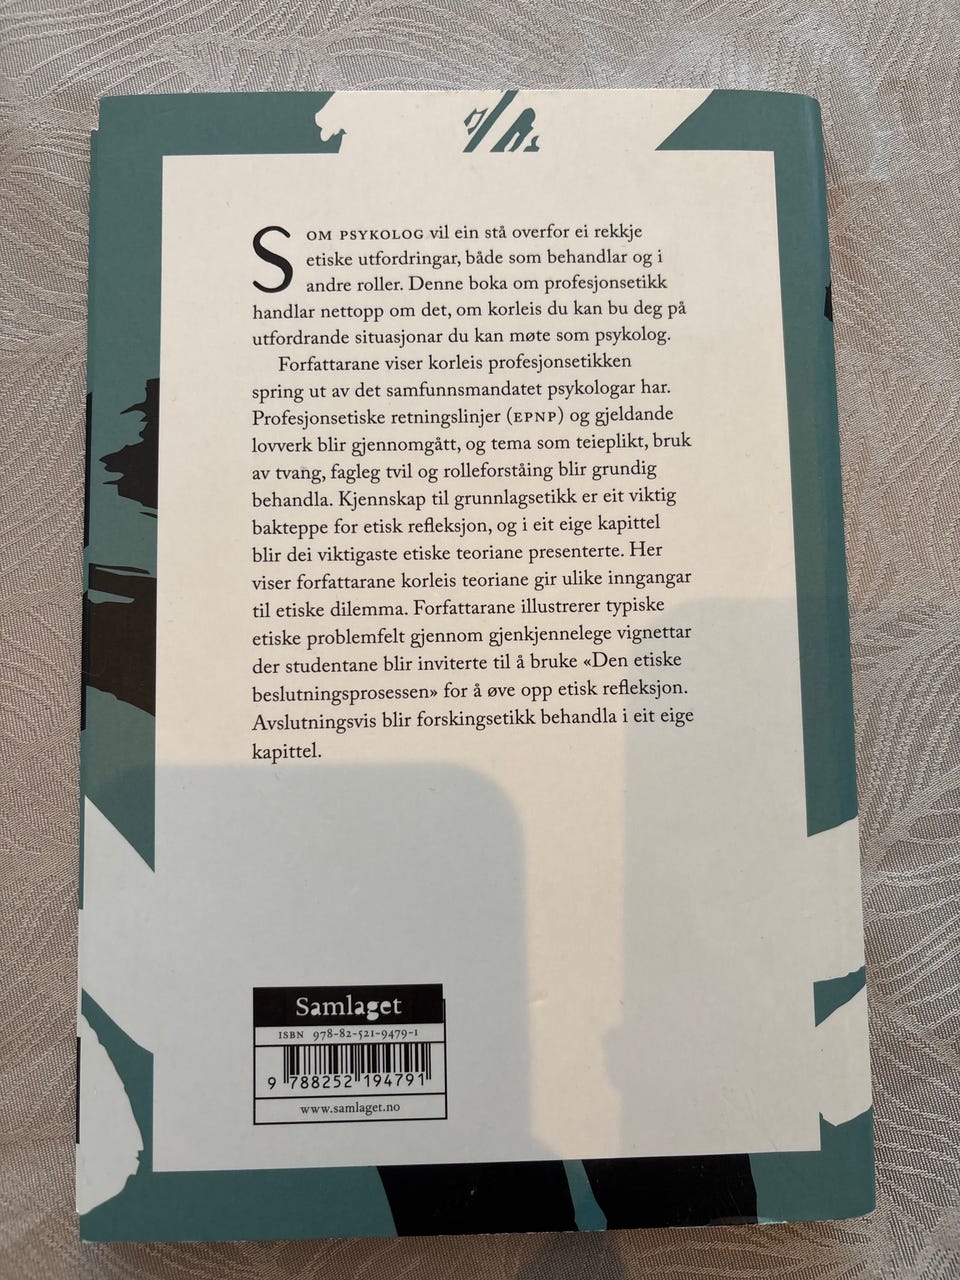 SOM PSYKOLOG vil ein stå overfor ei rekkje
etiske utfordringar, både som behandlar og i
andre roller. Denne boka om profesjonsetikk
handlar nettopp om det, om korleis du kan bu deg på
utfordrande situasjonar du kan møte som psykolog.
Forfattarane viser korleis profesjonsetikken
spring ut av det samfunnsmandatet psykologar har.
Profesjonsetiske retningslinjer (EPNP) og gjeldande
lovverk blir gjennomgått, og tema som teieplikt, bruk
av tvang, fagleg tvil og rolleforståing blir grundig
behandla. Kjennskap til grunnlagsetikk er eit viktig
bakteppe for etisk refleksjon, og i eit eige kapittel
blir dei viktigaste etiske teoriane presenterte. Her
viser forfattarane korleis teoriane gir ulike inngangar
til etiske dilemma. Forfattarane illustrerer typiske
etiske problemfelt gjennom gjenkjennelege vignettar
der studentane blir inviterte til å bruke «Den etiske
beslutningsprosessen» for å øve opp etisk refleksjon.
Avslutningsvis blir forskingsetikk behandla i eit eige
kapittel.
Samlaget
ISBN 978-82-521-9479-1
9 788252 194791
www.samlaget.no